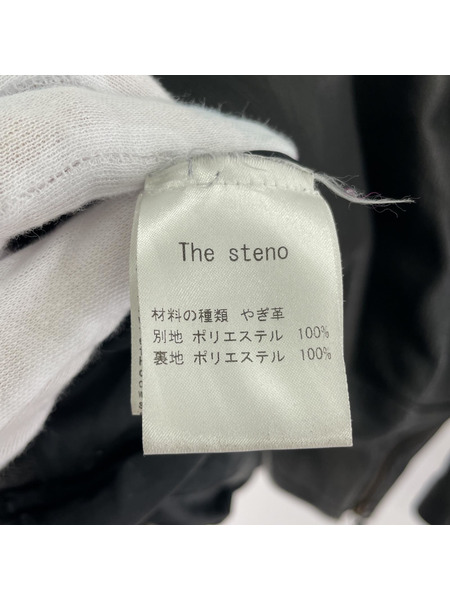 The steno
材料の種類 やぎ革
別地 ポリエステル 100%
裏地 ポリエステル 100%